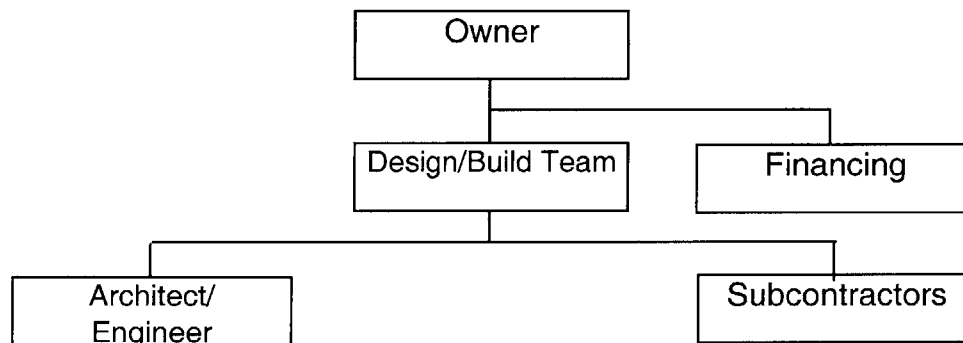 Owner
Design/Build Team
Financing
Architect/
Engineer
Subcontractors